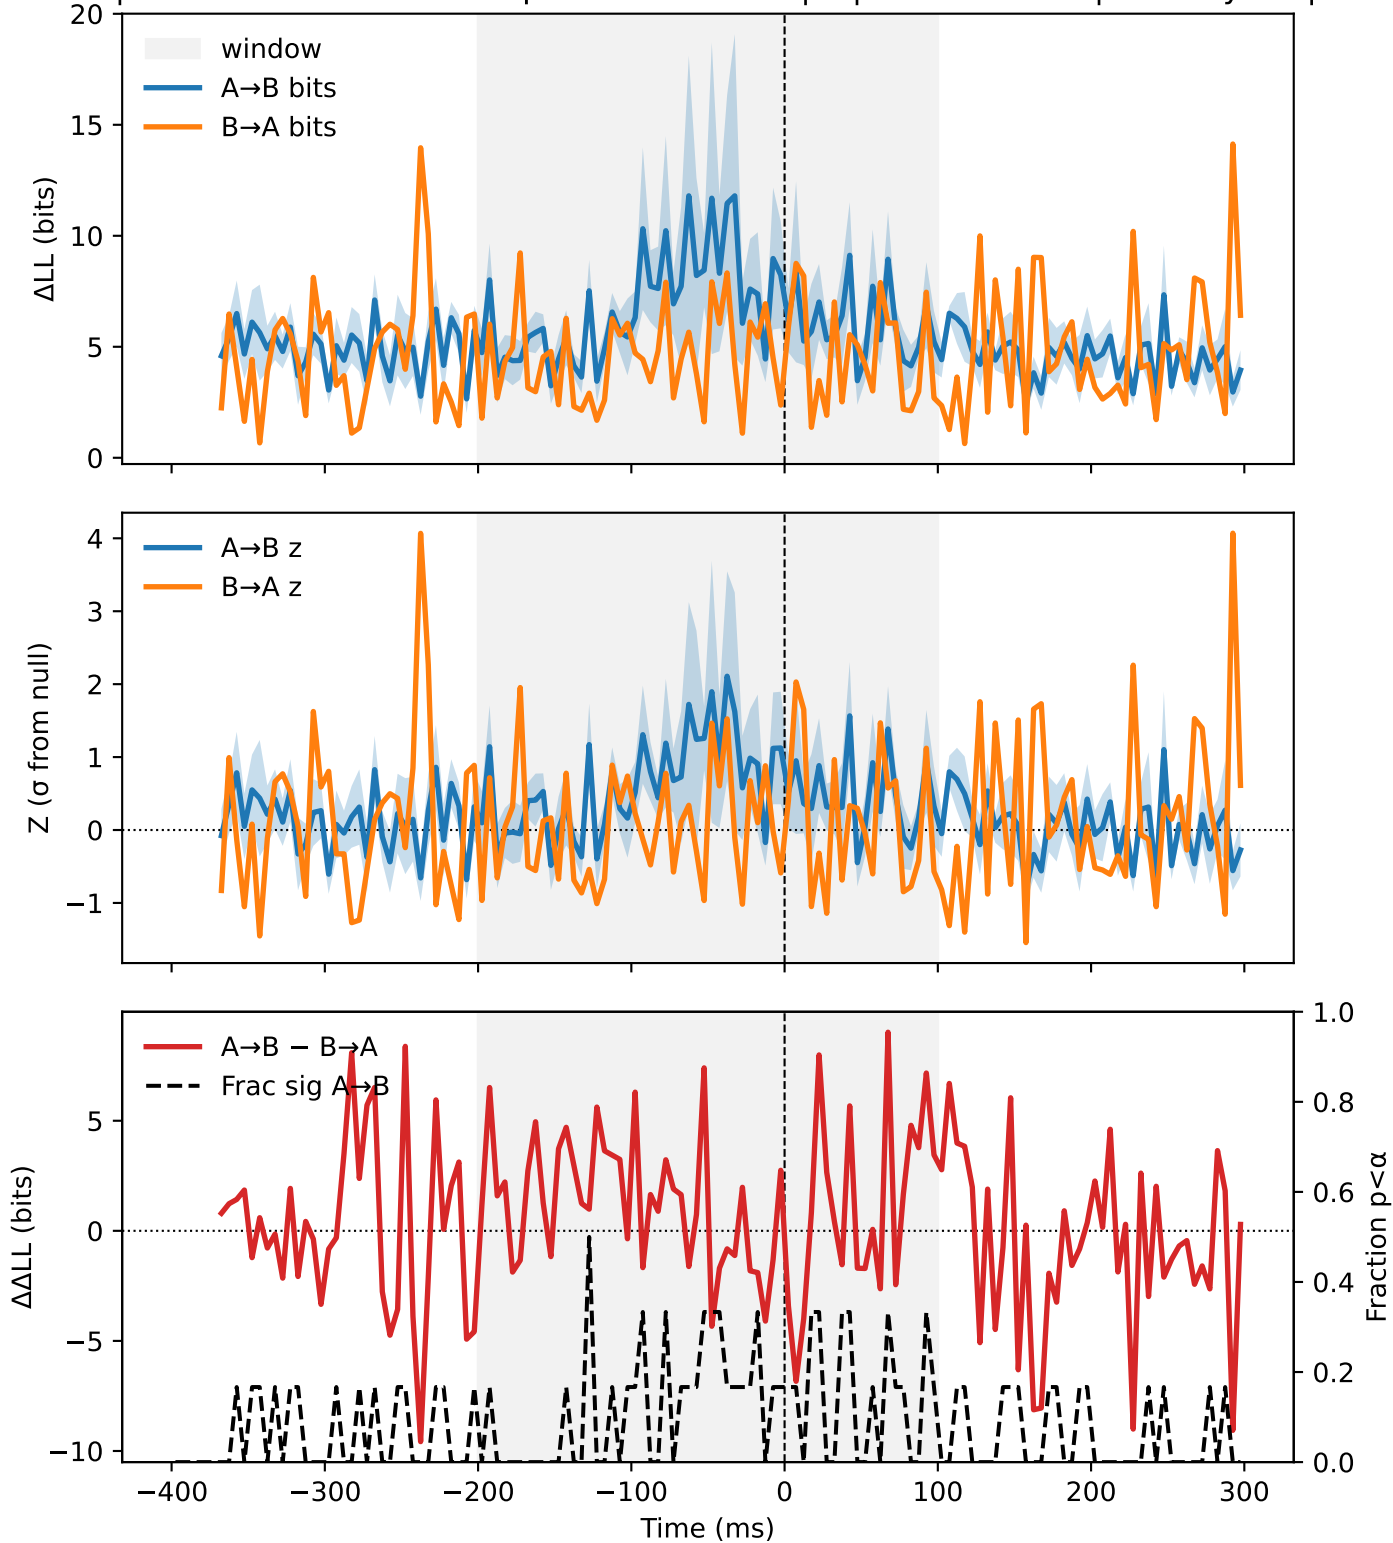 20
15
10
5
0
ΔLL (bits)
window
A→B bits
B→A bits
4
3
2
1
0
−1
Z (σ from null)
A→B z
B→A z
5
0
−5
−10
ΔΔLL (bits)
A→B − B→A
Frac sig A→B
1.0
0.8
0.6
0.4
0.2
0.0
Fraction p<α
−400 −300 −200 −100 0 100 200 300
Time (ms)